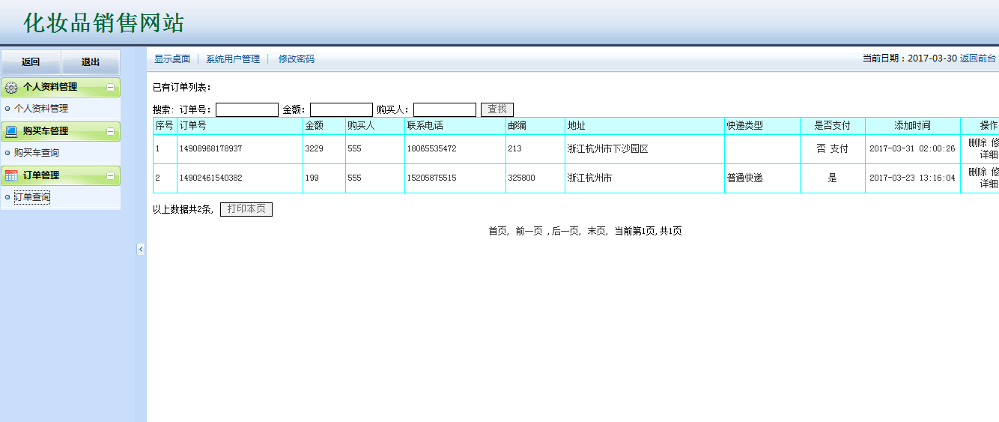 化妆品销售网站
返回 退出
个人资料管理
个人资料管理
购买车管理
购买车查询
订单管理
订单查询
显示桌面 | 系统用户管理 | 修改密码 当前日期：2017-03-30 返回前台
已有订单列表：
搜索: 订单号： 金额： 购买人： 查找
序号 订单号 金额 购买人 联系电话 邮编 地址 快递类型 是否支付 添加时间 操作
1 14908968178937 3229 555 18065535472 213 浙江杭州市下沙园区 否 支付 2017-03-31 02:00:26 删除 修
详细
2 14902461540382 199 555 15205875515 325800 浙江杭州市 普通快递 是 2017-03-23 13:16:04 删除 修
详细
以上数据共2条, 打印本页
首页, 前一页 ,后一页, 末页, 当前第1页,共1页